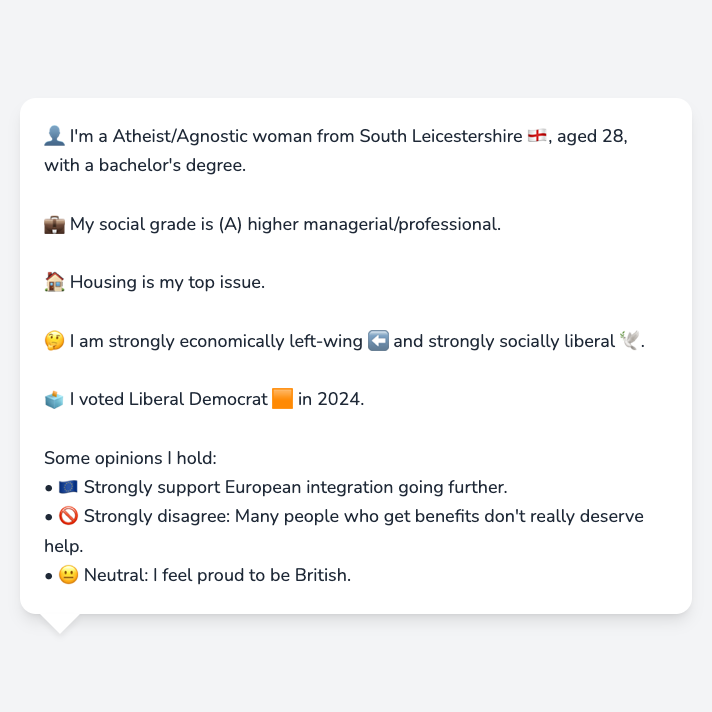 👤 I'm a Atheist/Agnostic woman from South Leicestershire 🏴󠁧󠁢󠁥󠁮󠁧󠁿, aged 28,
with a bachelor's degree.
💼 My social grade is (A) higher managerial/professional.
🏠 Housing is my top issue.
🤔 I am strongly economically left-wing ⬅️ and strongly socially liberal 🕊️.
🗳️ I voted Liberal Democrat 🟧 in 2024.
Some opinions I hold:
• 🇪🇺 Strongly support European integration going further.
• 🚫 Strongly disagree: Many people who get benefits don't really deserve
help.
• 😐 Neutral: I feel proud to be British.